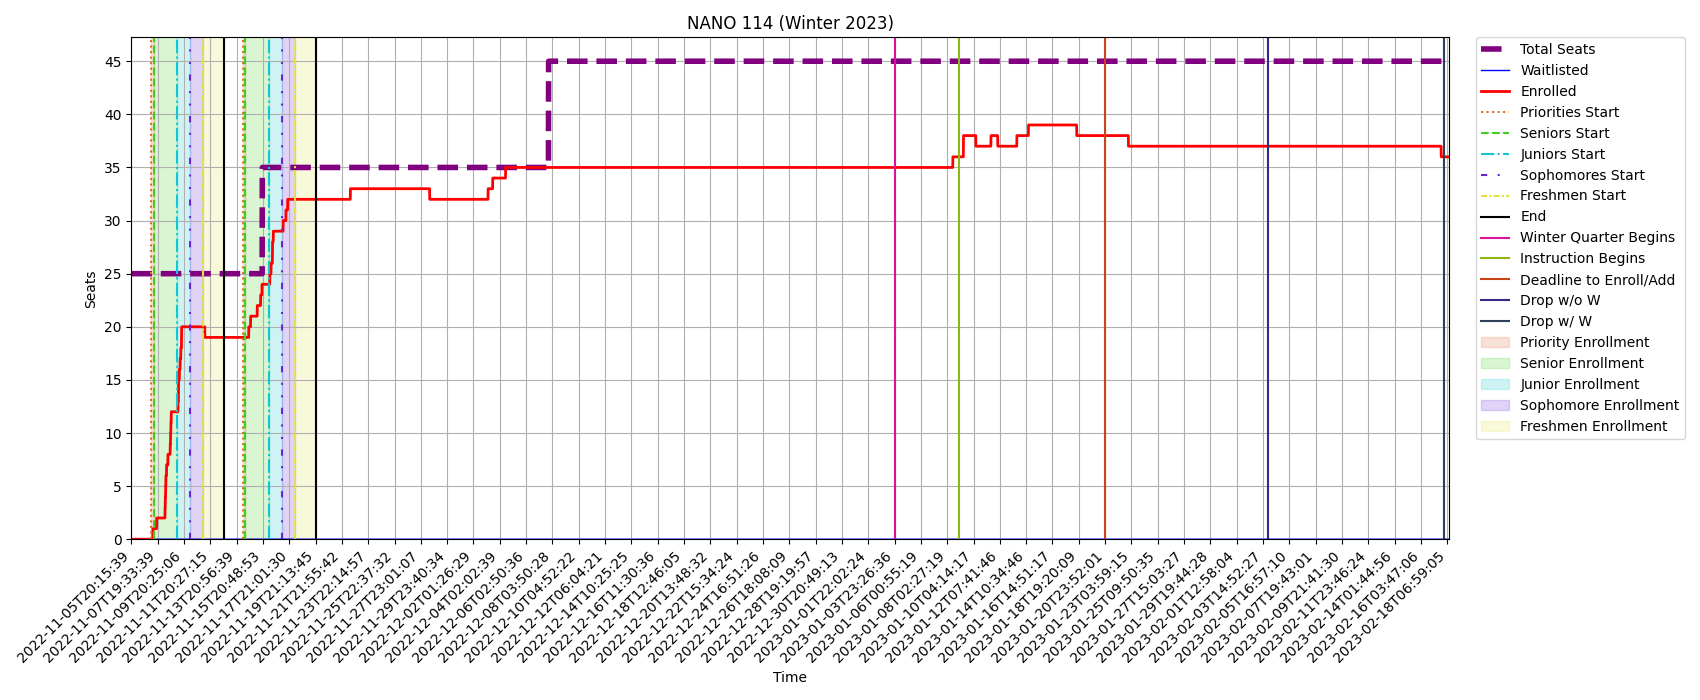 NANO 114 (Winter 2023)
Seats
45
40
35
30
25
20
15
10
5
0
2022-11-05T20:15:39
2022-11-07T19:33:39
2022-11-09T20:25:06
2022-11-11T20:27:15
2022-11-13T20:56:39
2022-11-15T20:48:53
2022-11-17T21:01:30
2022-11-19T21:13:45
2022-11-21T21:55:42
2022-11-23T22:14:57
2022-11-25T22:37:32
2022-11-27T23:01:07
2022-11-29T23:40:34
2022-12-02T01:26:29
2022-12-04T02:02:39
2022-12-06T02:50:36
2022-12-08T03:50:28
2022-12-10T04:52:22
2022-12-12T06:04:21
2022-12-14T10:25:25
2022-12-16T11:30:36
2022-12-18T12:46:05
2022-12-20T13:48:32
2022-12-22T15:34:24
2022-12-24T16:51:26
2022-12-26T18:08:09
2022-12-28T19:19:57
2022-12-30T20:49:13
2023-01-01T22:02:24
2023-01-03T23:26:36
2023-01-06T00:55:19
2023-01-08T02:27:19
2023-01-10T04:14:17
2023-01-12T07:41:46
2023-01-14T10:34:46
2023-01-16T14:51:17
2023-01-18T19:20:09
2023-01-20T23:52:01
2023-01-23T03:59:15
2023-01-25T09:50:35
2023-01-27T15:03:27
2023-01-29T19:44:28
2023-02-01T12:58:04
2023-02-03T14:52:27
2023-02-05T16:57:10
2023-02-07T19:43:01
2023-02-09T21:41:30
2023-02-11T23:46:24
2023-02-14T01:44:56
2023-02-16T03:47:06
2023-02-18T06:59:05
Time
Total Seats
Waitlisted
Enrolled
Priorities Start
Seniors Start
Juniors Start
Sophomores Start
Freshmen Start
End
Winter Quarter Begins
Instruction Begins
Deadline to Enroll/Add
Drop w/o W
Drop w/ W
Priority Enrollment
Senior Enrollment
Junior Enrollment
Sophomore Enrollment
Freshmen Enrollment